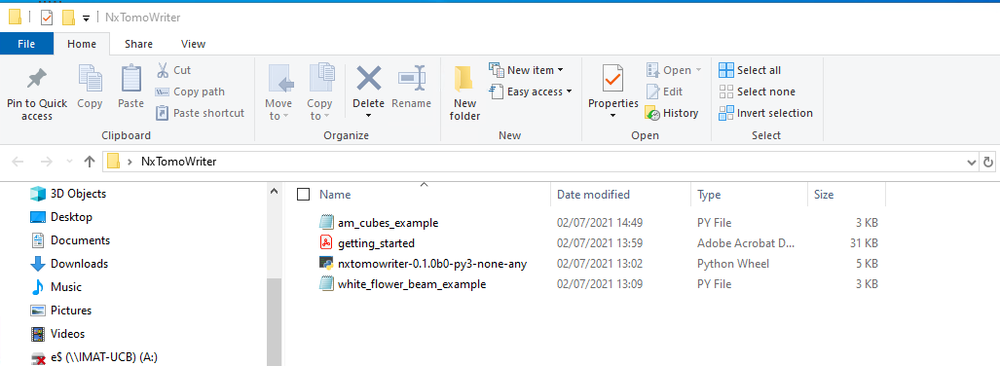 NxTomoWriter
File Home Share View
Pin to Quick access
Copy
Paste
Cut
Copy path
Paste shortcut
Clipboard
Move to
Copy to
Delete
Rename
Organize
New folder
New item
Easy access
New
Properties
Open
Edit
History
Open
Select all
Select none
Invert selection
Select
NxTomoWriter
3D Objects
Desktop
Documents
Downloads
Music
Pictures
Videos
e$ (\\IMAT-UCB) (A:)
Name Date modified Type Size
am_cubes_example 02/07/2021 14:49 PY File 3 KB
getting_started 02/07/2021 13:59 Adobe Acrobat D... 31 KB
nxtomowriter-0.1.0b0-py3-none-any 02/07/2021 13:02 Python Wheel 5 KB
white_flower_beam_example 02/07/2021 13:09 PY File 3 KB